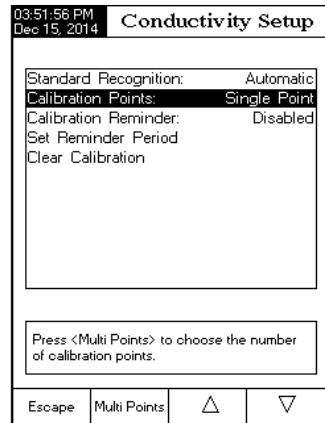 03:51:56 PM
Dec 15, 2014
Conductivity Setup
Standard Recognition: Automatic
Calibration Points: Single Point
Calibration Reminder: Disabled
Set Reminder Period
Clear Calibration
Press <Multi Points> to choose the number
of calibration points.
Escape Multi Points △ ▽